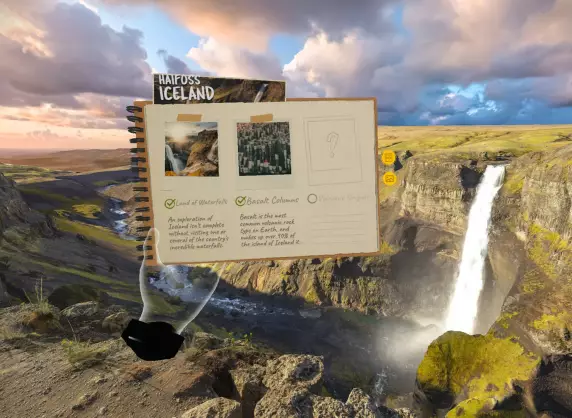 HAIFOSS
ICELAND
Land of Waterfalls
Basalt Columns
An exploration of
Iceland isn't complete
without visiting one or
several of the country's
incredible waterfalls.
Basalt is the most
common volcanic rock
type on Earth, and
makes up over 90% of
the island of Iceland